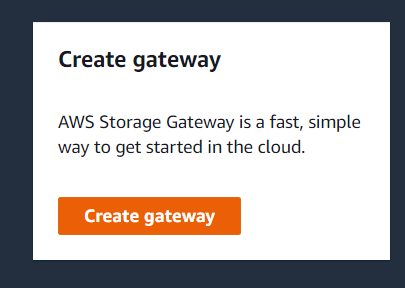 Create gateway
AWS Storage Gateway is a fast, simple
way to get started in the cloud.
Create gateway